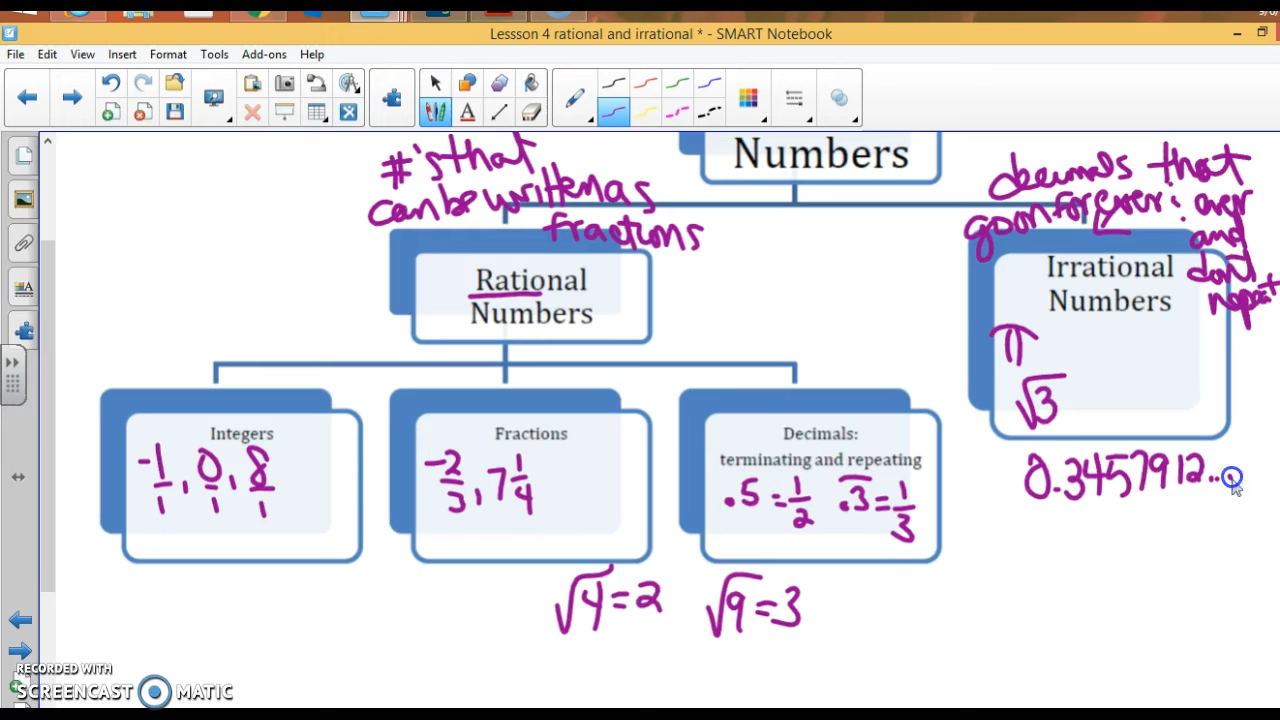 Lessson 4 rational and irrational * - SMART Notebook
File Edit View Insert Format Tools Add-ons Help
Numbers
#'s that
can be written as
fractions
decimals that
go on forever: over
and
don't
repeat
Rational
Numbers
Irrational
Numbers
π
√3
0.3457912...
Integers
-1/1, 0/1, 8/1
Fractions
-2/3, 7 1/4
Decimals:
terminating and repeating
.5 = 1/2 .3̅ = 1/3
√4 = 2 √9 = 3
RECORDED WITH
SCREENCAST MATIC